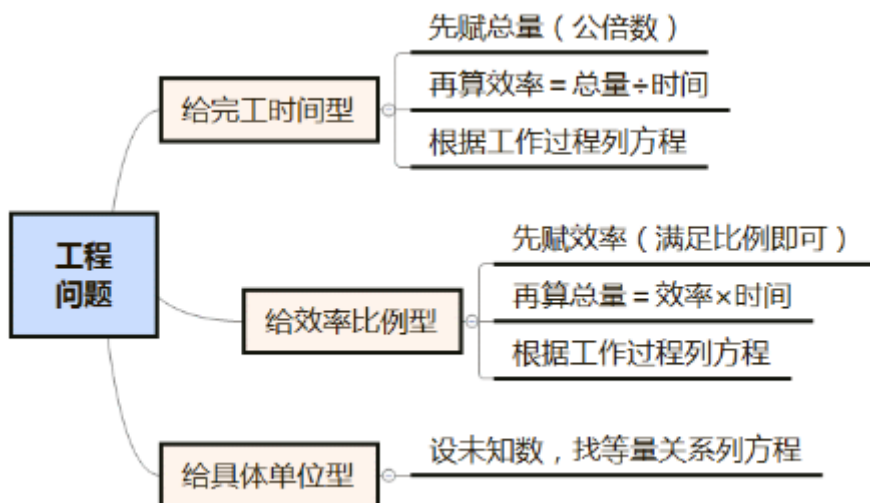 工程
问题
给完工时间型
先赋总量（公倍数）
再算效率＝总量÷时间
根据工作过程列方程
给效率比例型
先赋效率（满足比例即可）
再算总量＝效率×时间
根据工作过程列方程
给具体单位型
设未知数，找等量关系列方程